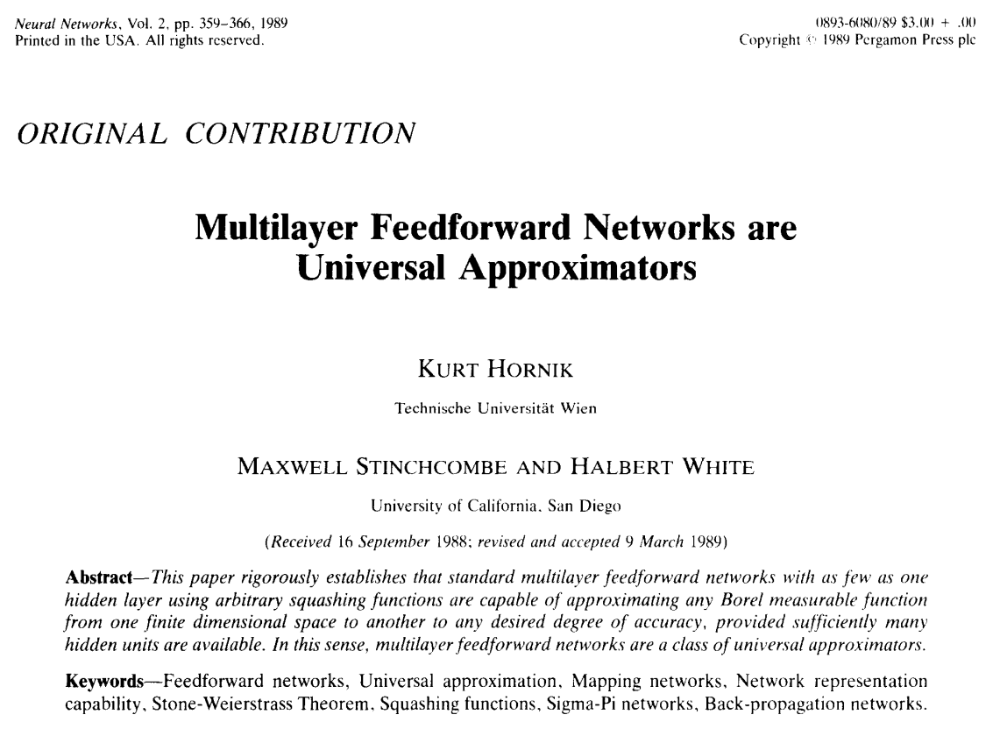 Neural Networks, Vol. 2, pp. 359–366, 1989
Printed in the USA. All rights reserved.
0893-6080/89 $3.00 + .00
Copyright © 1989 Pergamon Press plc
ORIGINAL CONTRIBUTION
Multilayer Feedforward Networks are
Universal Approximators
KURT HORNIK
Technische Universität Wien
MAXWELL STINCHCOMBE AND HALBERT WHITE
University of California, San Diego
(Received 16 September 1988; revised and accepted 9 March 1989)
Abstract—This paper rigorously establishes that standard multilayer feedforward networks with as few as one
hidden layer using arbitrary squashing functions are capable of approximating any Borel measurable function
from one finite dimensional space to another to any desired degree of accuracy, provided sufficiently many
hidden units are available. In this sense, multilayer feedforward networks are a class of universal approximators.
Keywords—Feedforward networks, Universal approximation, Mapping networks, Network representation
capability, Stone-Weierstrass Theorem, Squashing functions, Sigma-Pi networks, Back-propagation networks.